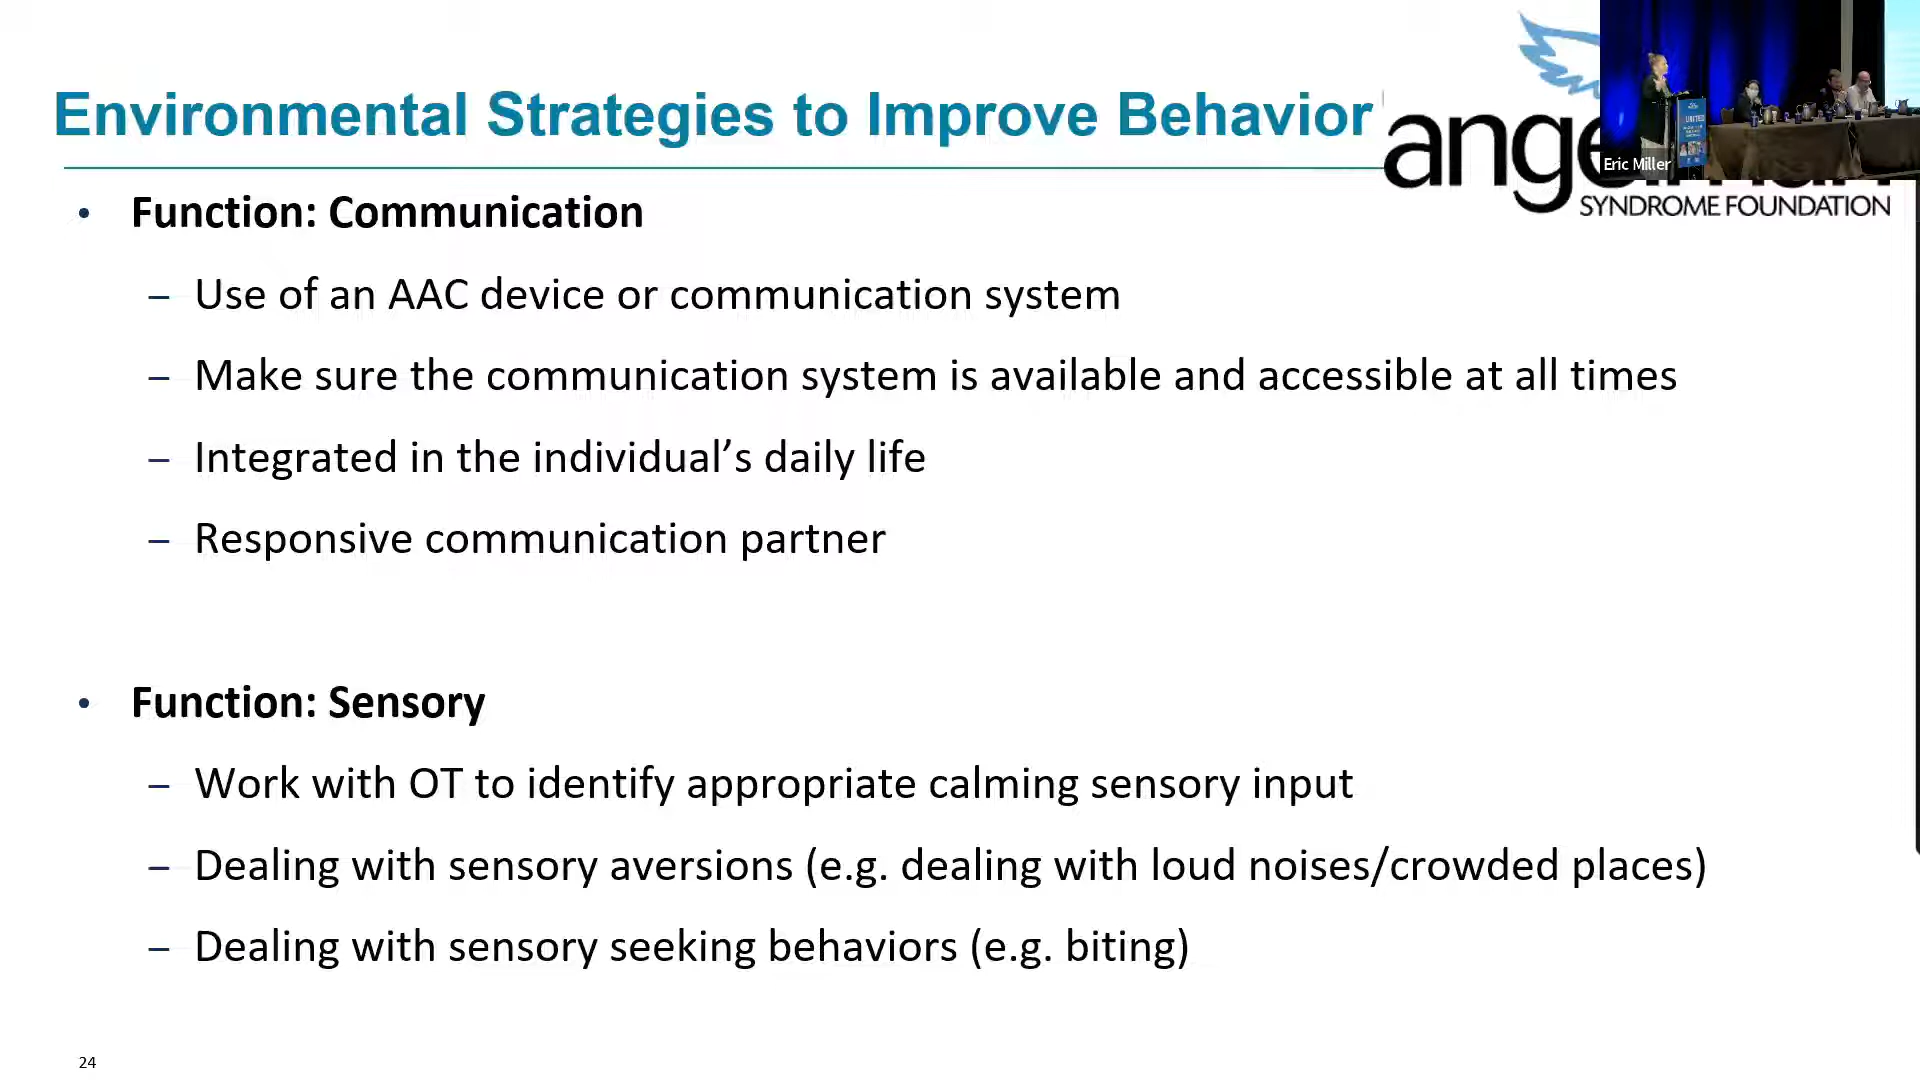 Environmental Strategies to Improve Behavior
Eric Miller
UNITED
SYNDROME FOUNDATION
• Function: Communication
– Use of an AAC device or communication system
– Make sure the communication system is available and accessible at all times
– Integrated in the individual’s daily life
– Responsive communication partner
• Function: Sensory
– Work with OT to identify appropriate calming sensory input
– Dealing with sensory aversions (e.g. dealing with loud noises/crowded places)
– Dealing with sensory seeking behaviors (e.g. biting)
24